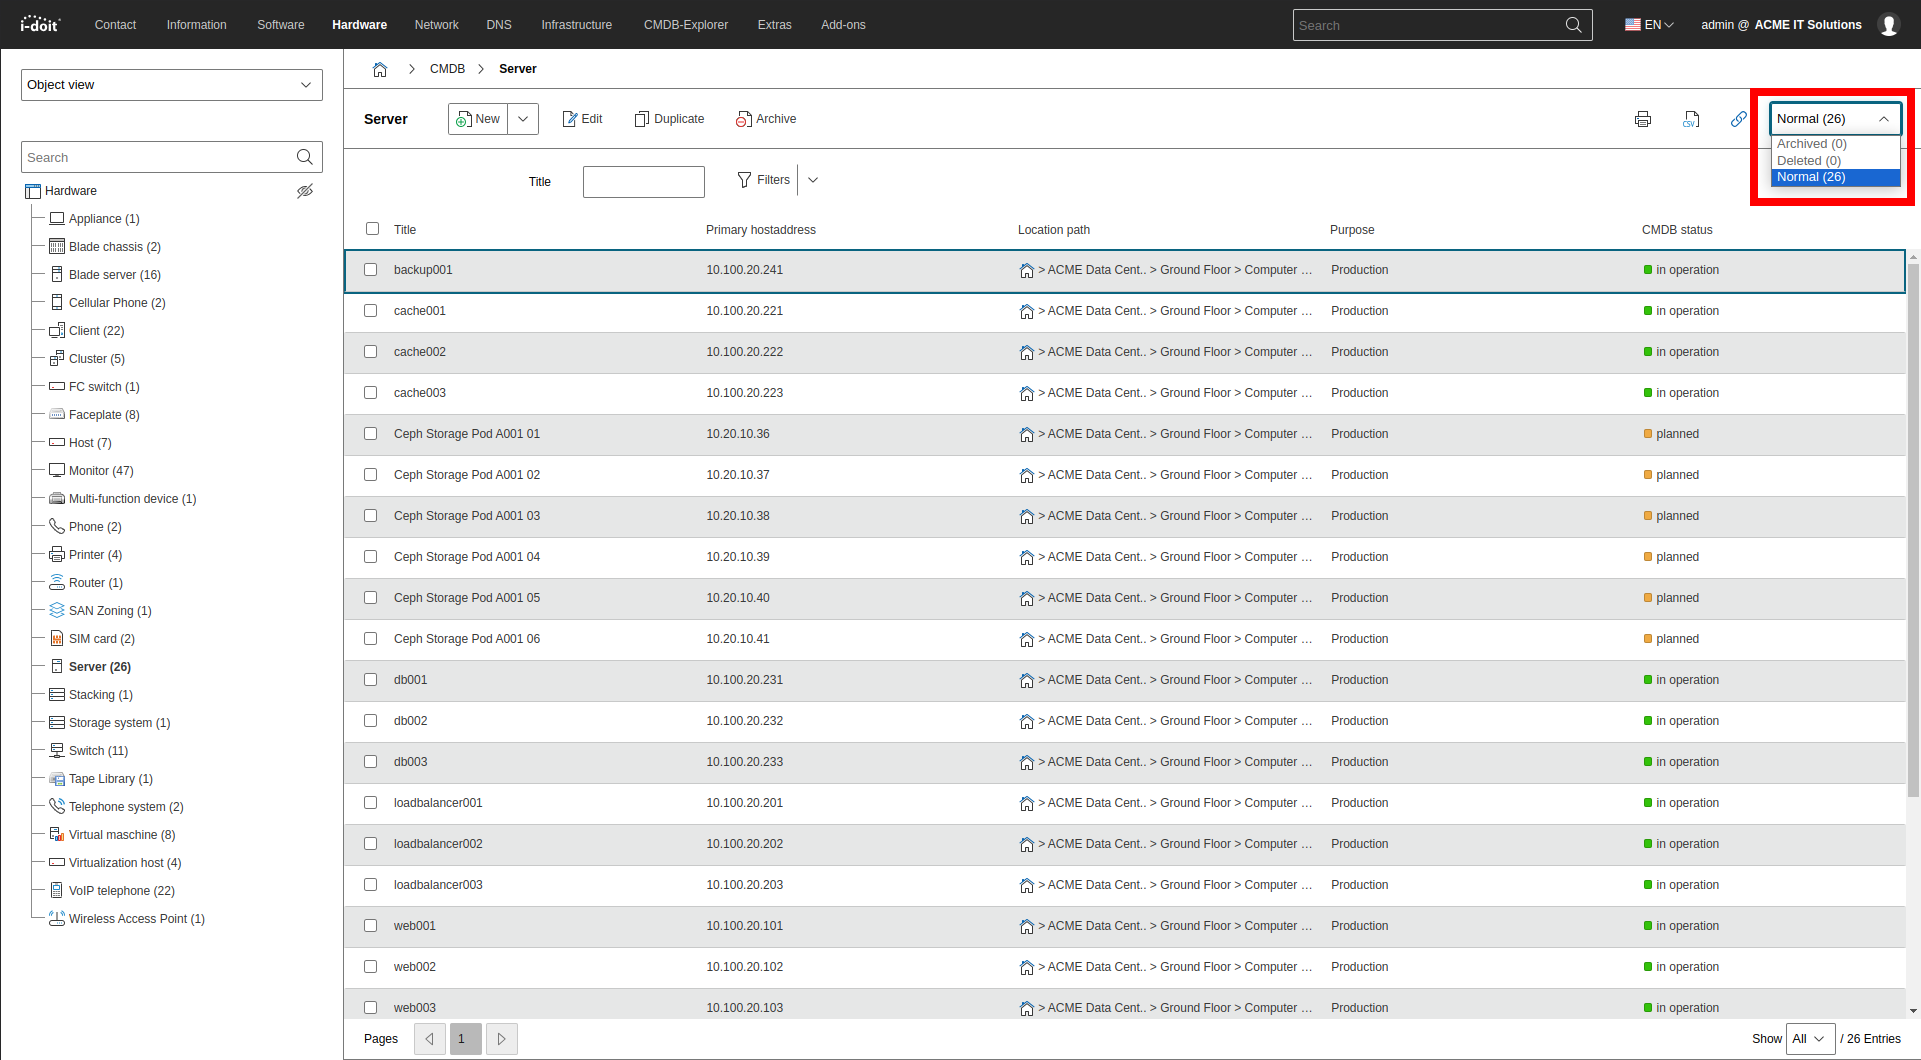 i-doit Contact Information Software Hardware Network DNS Infrastructure CMDB-Explorer Extras Add-ons Search EN admin @ ACME IT Solutions
Object view
Search
Hardware
Appliance (1)
Blade chassis (2)
Blade server (16)
Cellular Phone (2)
Client (22)
Cluster (5)
FC switch (1)
Faceplate (8)
Host (7)
Monitor (47)
Multi-function device (1)
Phone (2)
Printer (4)
Router (1)
SAN Zoning (1)
SIM card (2)
Server (26)
Stacking (1)
Storage system (1)
Switch (11)
Tape Library (1)
Telephone system (2)
Virtual maschine (8)
Virtualization host (4)
VoIP telephone (22)
Wireless Access Point (1)
CMDB Server
Server New Edit Duplicate Archive CSV Normal (26)
Archived (0)
Deleted (0)
Normal (26)
Title Filters
Title Primary hostaddress Location path Purpose CMDB status
backup001 10.100.20.241 > ACME Data Cent.. > Ground Floor > Computer ... Production in operation
cache001 10.100.20.221 > ACME Data Cent.. > Ground Floor > Computer ... Production in operation
cache002 10.100.20.222 > ACME Data Cent.. > Ground Floor > Computer ... Production in operation
cache003 10.100.20.223 > ACME Data Cent.. > Ground Floor > Computer ... Production in operation
Ceph Storage Pod A001 01 10.20.10.36 > ACME Data Cent.. > Ground Floor > Computer ... Production planned
Ceph Storage Pod A001 02 10.20.10.37 > ACME Data Cent.. > Ground Floor > Computer ... Production planned
Ceph Storage Pod A001 03 10.20.10.38 > ACME Data Cent.. > Ground Floor > Computer ... Production planned
Ceph Storage Pod A001 04 10.20.10.39 > ACME Data Cent.. > Ground Floor > Computer ... Production planned
Ceph Storage Pod A001 05 10.20.10.40 > ACME Data Cent.. > Ground Floor > Computer ... Production planned
Ceph Storage Pod A001 06 10.20.10.41 > ACME Data Cent.. > Ground Floor > Computer ... Production planned
db001 10.100.20.231 > ACME Data Cent.. > Ground Floor > Computer ... Production in operation
db002 10.100.20.232 > ACME Data Cent.. > Ground Floor > Computer ... Production in operation
db003 10.100.20.233 > ACME Data Cent.. > Ground Floor > Computer ... Production in operation
loadbalancer001 10.100.20.201 > ACME Data Cent.. > Ground Floor > Computer ... Production in operation
loadbalancer002 10.100.20.202 > ACME Data Cent.. > Ground Floor > Computer ... Production in operation
loadbalancer003 10.100.20.203 > ACME Data Cent.. > Ground Floor > Computer ... Production in operation
web001 10.100.20.101 > ACME Data Cent.. > Ground Floor > Computer ... Production in operation
web002 10.100.20.102 > ACME Data Cent.. > Ground Floor > Computer ... Production in operation
web003 10.100.20.103 > ACME Data Cent.. > Ground Floor > Computer ... Production in operation
Pages 1 Show All / 26 Entries